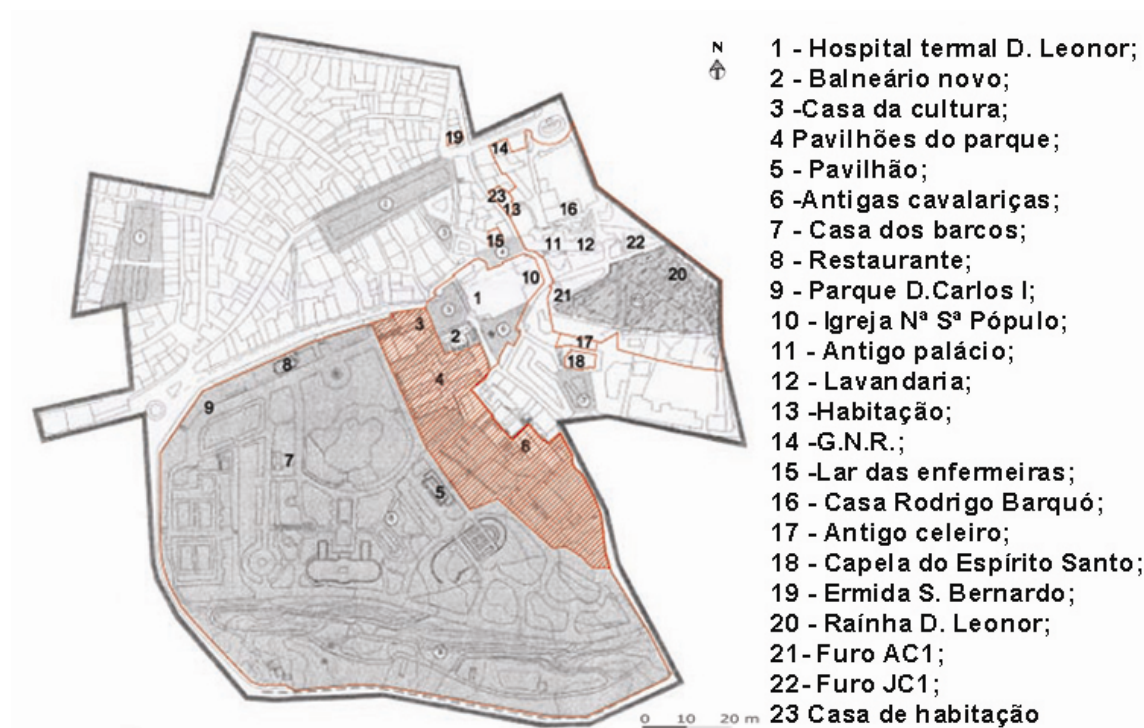 N
1 - Hospital termal D. Leonor;
2 - Balneário novo;
3 -Casa da cultura;
4 Pavilhões do parque;
5 - Pavilhão;
6 -Antigas cavalariças;
7 - Casa dos barcos;
8 - Restaurante;
9 - Parque D.Carlos I;
10 - Igreja Nª Sª Pópulo;
11 - Antigo palácio;
12 - Lavandaria;
13 -Habitação;
14 -G.N.R.;
15 -Lar das enfermeiras;
16 - Casa Rodrigo Barquó;
17 - Antigo celeiro;
18 - Capela do Espírito Santo;
19 - Ermida S. Bernardo;
20 - Raínha D. Leonor;
21- Furo AC1;
22- Furo JC1;
23 Casa de habitação
19
14
23
13
16
15
11 12
22
20
10
21
1
3
2
17
18
8
4
9
6
7
5
0 10 20 m